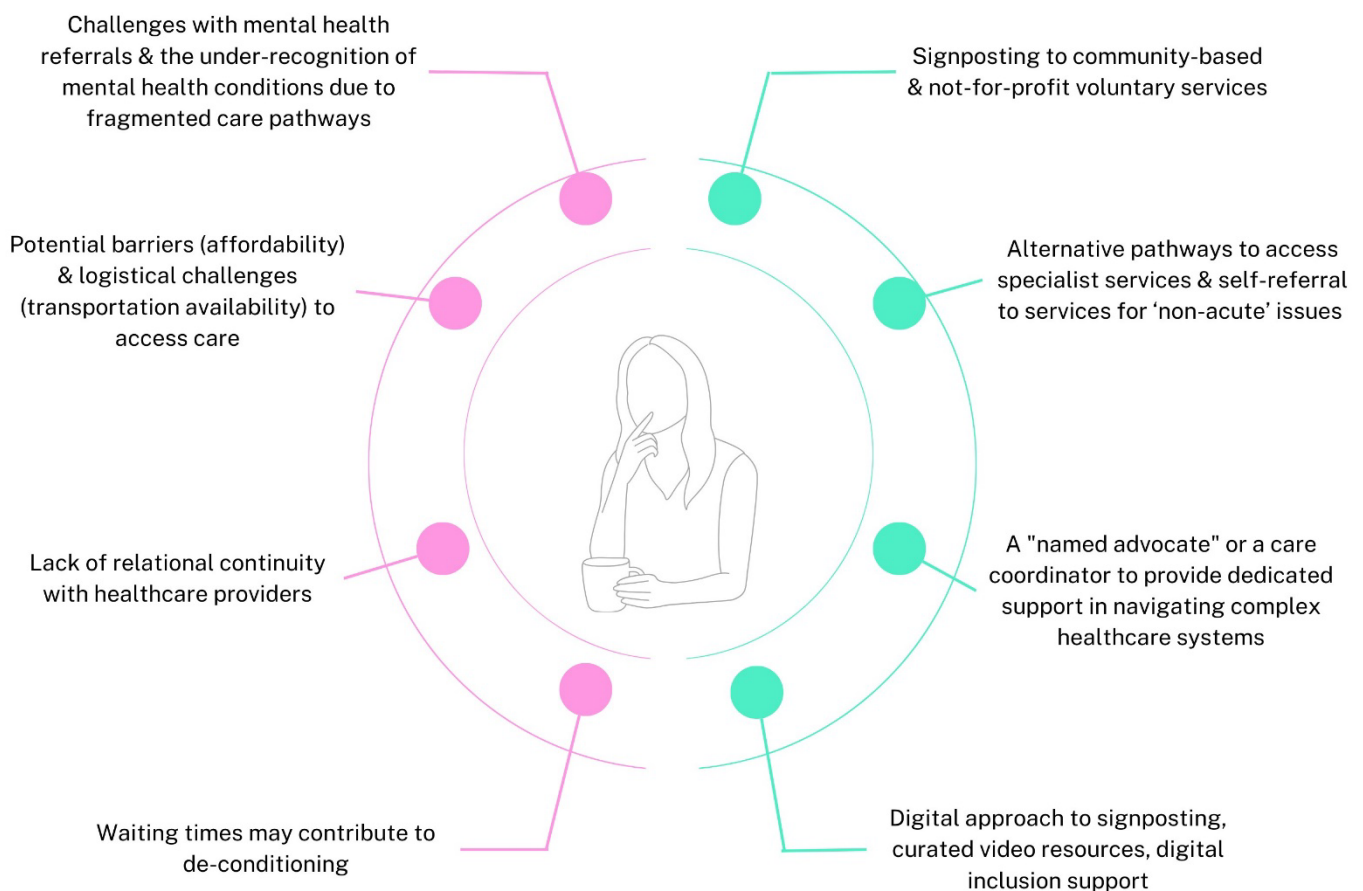 Challenges with mental health
referrals & the under-recognition of
mental health conditions due to
fragmented care pathways
Potential barriers (affordability)
& logistical challenges
(transportation availability) to
access care
Lack of relational continuity
with healthcare providers
Waiting times may contribute to
de-conditioning
Signposting to community-based
& not-for-profit voluntary services
Alternative pathways to access
specialist services & self-referral
to services for ‘non-acute’ issues
A "named advocate" or a care
coordinator to provide dedicated
support in navigating complex
healthcare systems
Digital approach to signposting,
curated video resources, digital
inclusion support